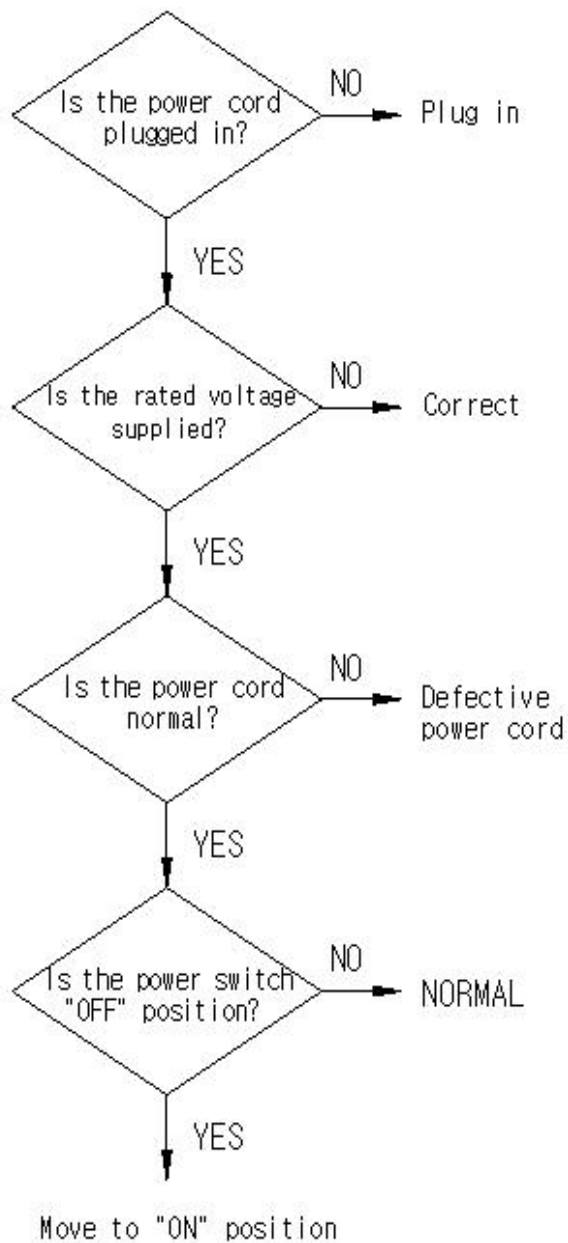 Is the power cord
plugged in?
NO
Plug in
YES
Is the rated voltage
supplied?
NO
Correct
YES
Is the power cord
normal?
NO
Defective
power cord
YES
Is the power switch
"OFF" position?
NO
NORMAL
YES
Move to "ON" position